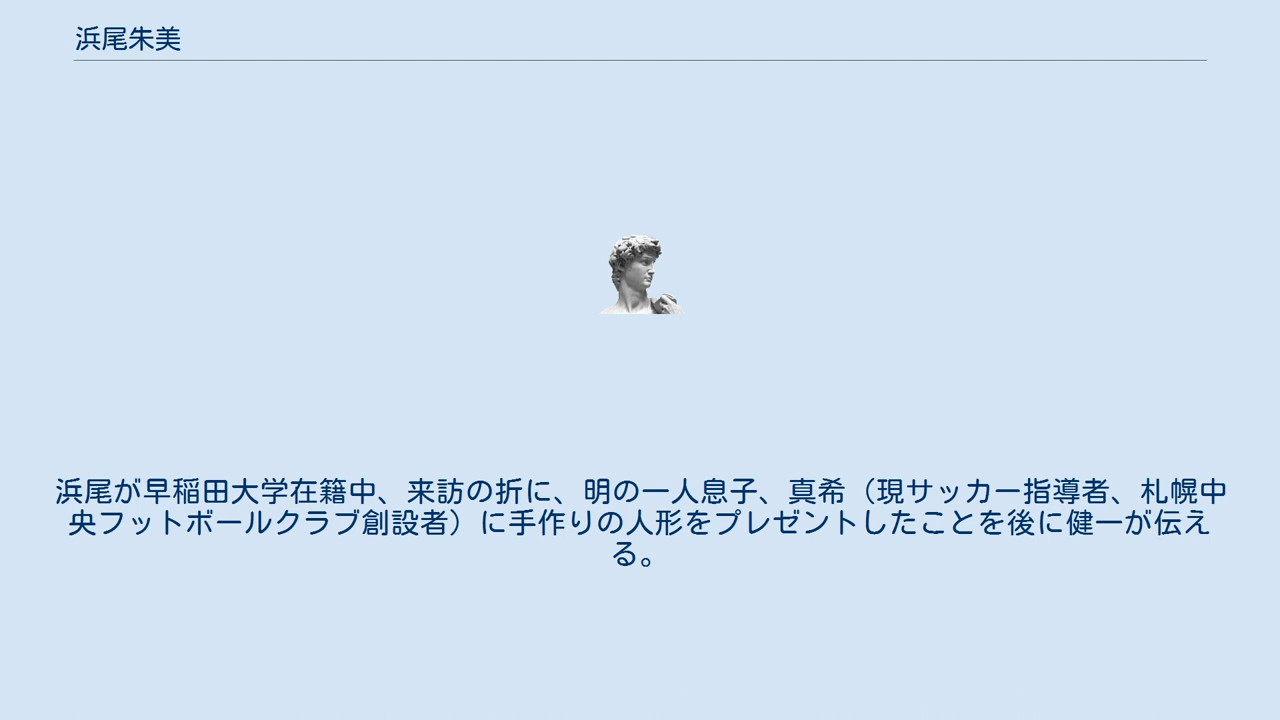 浜尾朱美
浜尾が早稲田大学在籍中、来訪の折に、明の一人息子、真希（現サッカー指導者、札幌中
央フットボールクラブ創設者）に手作りの人形をプレゼントしたことを後に健一が伝え
る。